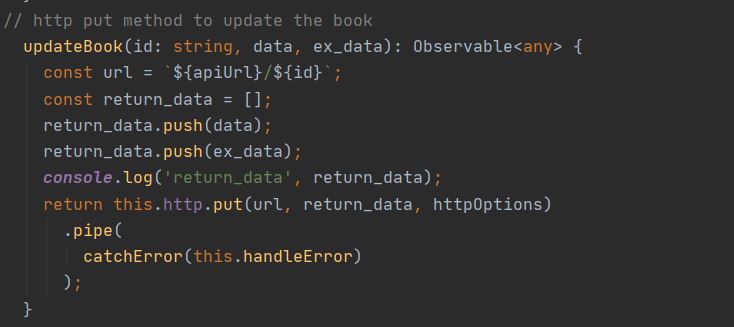 // http put method to update the book
updateBook(id: string, data, ex_data): Observable<any> {
const url = `${apiUrl}/${id}`;
const return_data = [];
return_data.push(data);
return_data.push(ex_data);
console.log('return_data', return_data);
return this.http.put(url, return_data, httpOptions)
.pipe(
catchError(this.handleError)
);
}